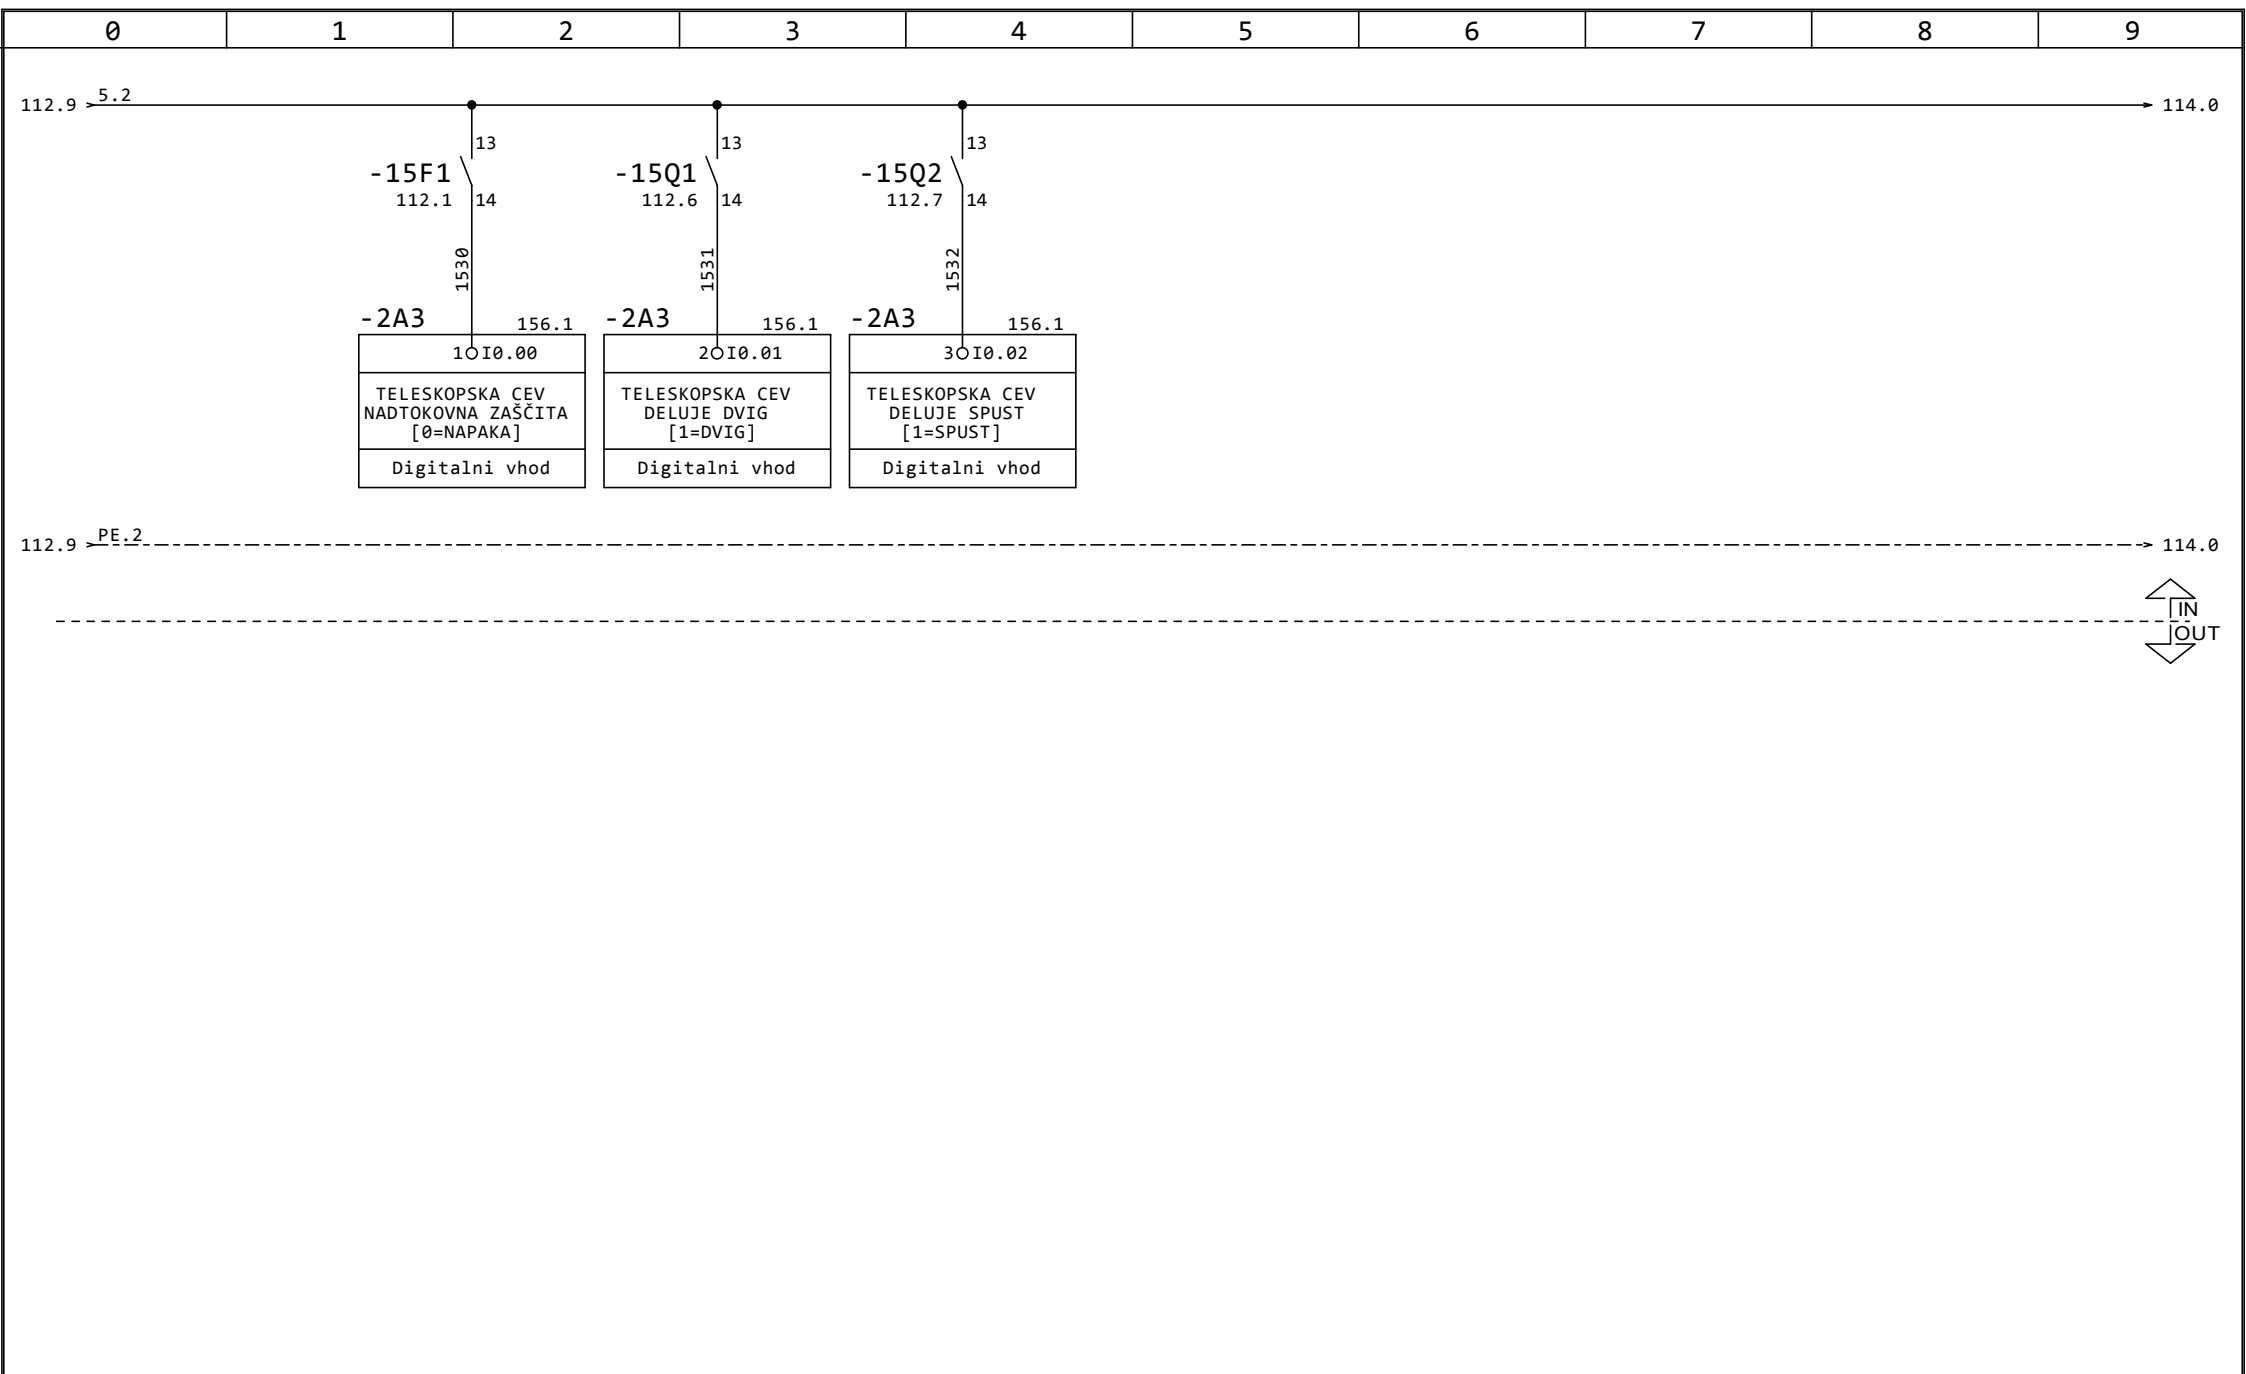 0 1 2 3 4 5 6 7 8 9
112.9 5.2 114.0
13 13 13
-15F1 -15Q1 -15Q2
112.1 14 112.6 14 112.7 14
1530 1531 1532
-2A3 156.1 -2A3 156.1 -2A3 156.1
1 I0.00 2 I0.01 3 I0.02
TELESKOPSKA CEV TELESKOPSKA CEV TELESKOPSKA CEV
NADTOKOVNA ZAŠČITA DELUJE DVIG DELUJE SPUST
[0=NAPAKA] [1=DVIG] [1=SPUST]
Digitalni vhod Digitalni vhod Digitalni vhod
112.9 PE.2 114.0
IN
OUT